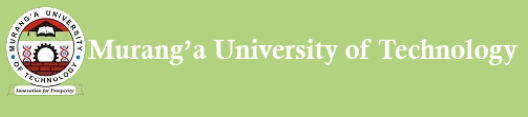 MURANG'A UNIVERSITY OF TECHNOLOGY
Innovation for Prosperity
Murang'a University of Technology